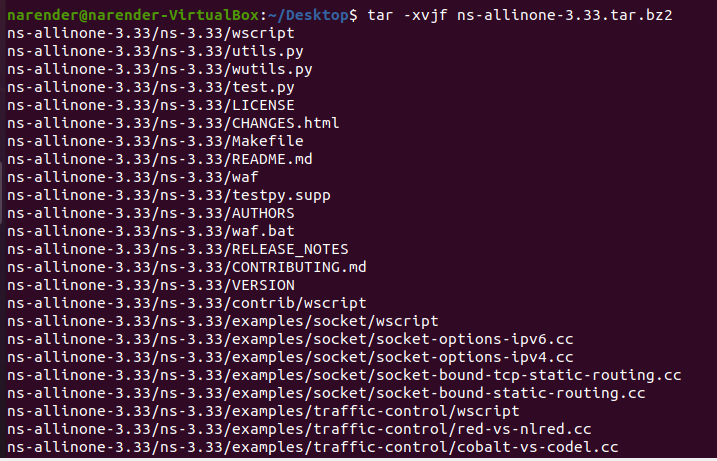 narender@narender-VirtualBox:~/Desktop$ tar -xvjf ns-allinone-3.33.tar.bz2
ns-allinone-3.33/ns-3.33/wscript
ns-allinone-3.33/ns-3.33/utils.py
ns-allinone-3.33/ns-3.33/wutils.py
ns-allinone-3.33/ns-3.33/test.py
ns-allinone-3.33/ns-3.33/LICENSE
ns-allinone-3.33/ns-3.33/CHANGES.html
ns-allinone-3.33/ns-3.33/Makefile
ns-allinone-3.33/ns-3.33/README.md
ns-allinone-3.33/ns-3.33/waf
ns-allinone-3.33/ns-3.33/testpy.supp
ns-allinone-3.33/ns-3.33/AUTHORS
ns-allinone-3.33/ns-3.33/waf.bat
ns-allinone-3.33/ns-3.33/RELEASE_NOTES
ns-allinone-3.33/ns-3.33/CONTRIBUTING.md
ns-allinone-3.33/ns-3.33/VERSION
ns-allinone-3.33/ns-3.33/contrib/wscript
ns-allinone-3.33/ns-3.33/examples/socket/wscript
ns-allinone-3.33/ns-3.33/examples/socket/socket-options-ipv6.cc
ns-allinone-3.33/ns-3.33/examples/socket/socket-options-ipv4.cc
ns-allinone-3.33/ns-3.33/examples/socket/socket-bound-tcp-static-routing.cc
ns-allinone-3.33/ns-3.33/examples/socket/socket-bound-static-routing.cc
ns-allinone-3.33/ns-3.33/examples/traffic-control/wscript
ns-allinone-3.33/ns-3.33/examples/traffic-control/red-vs-nlred.cc
ns-allinone-3.33/ns-3.33/examples/traffic-control/cobalt-vs-codel.cc